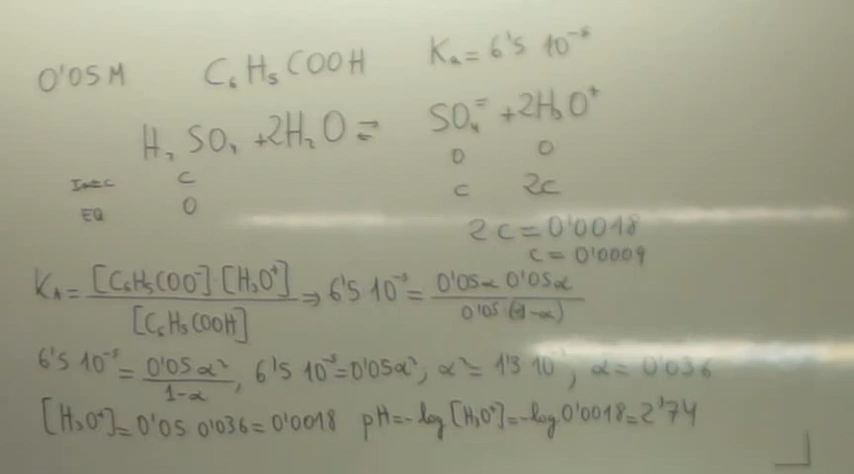 0'05 M C₆H₅COOH Kₐ = 6'5 10⁻⁵
H₂SO₄ + 2H₂O ⇌ SO₄⁼ + 2H₃O⁺
Inic C 0 0
EQ 0 C 2C
2C = 0'0018
C = 0'0009
K_A = [C₆H₅COO⁻]·[H₃O⁺] / [C₆H₅COOH] ⇒ 6'5 10⁻⁵ = 0'05α 0'05α / 0'05·(1-α)
6'5 10⁻⁵ = 0'05α² / 1-α, 6'5 10⁻⁵ = 0'05α²; α² = 1'3 10⁻³; α = 0'036
[H₃O⁺] = 0'05 0'036 = 0'0018 pH = -log [H₃O⁺] = -log 0'0018 = 2'74